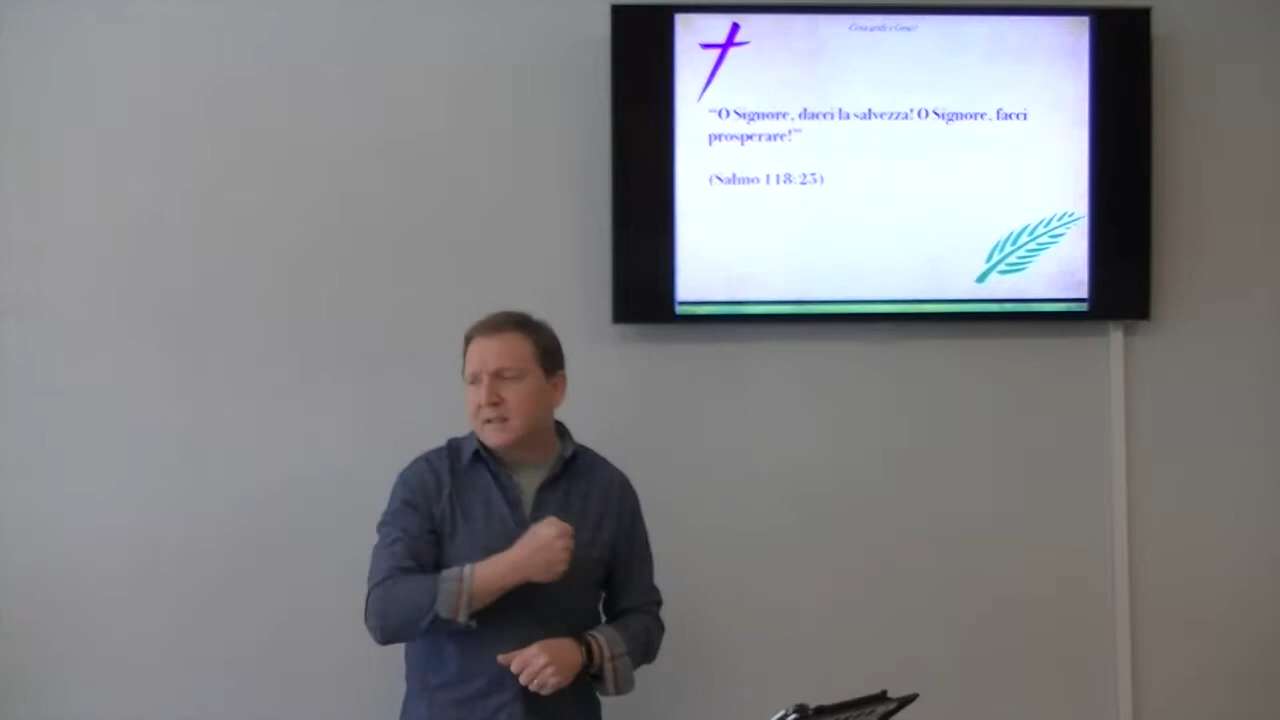 “O Signore, dacci la salvezza! O Signore, facci
prosperare!”
(Salmo 118:25)